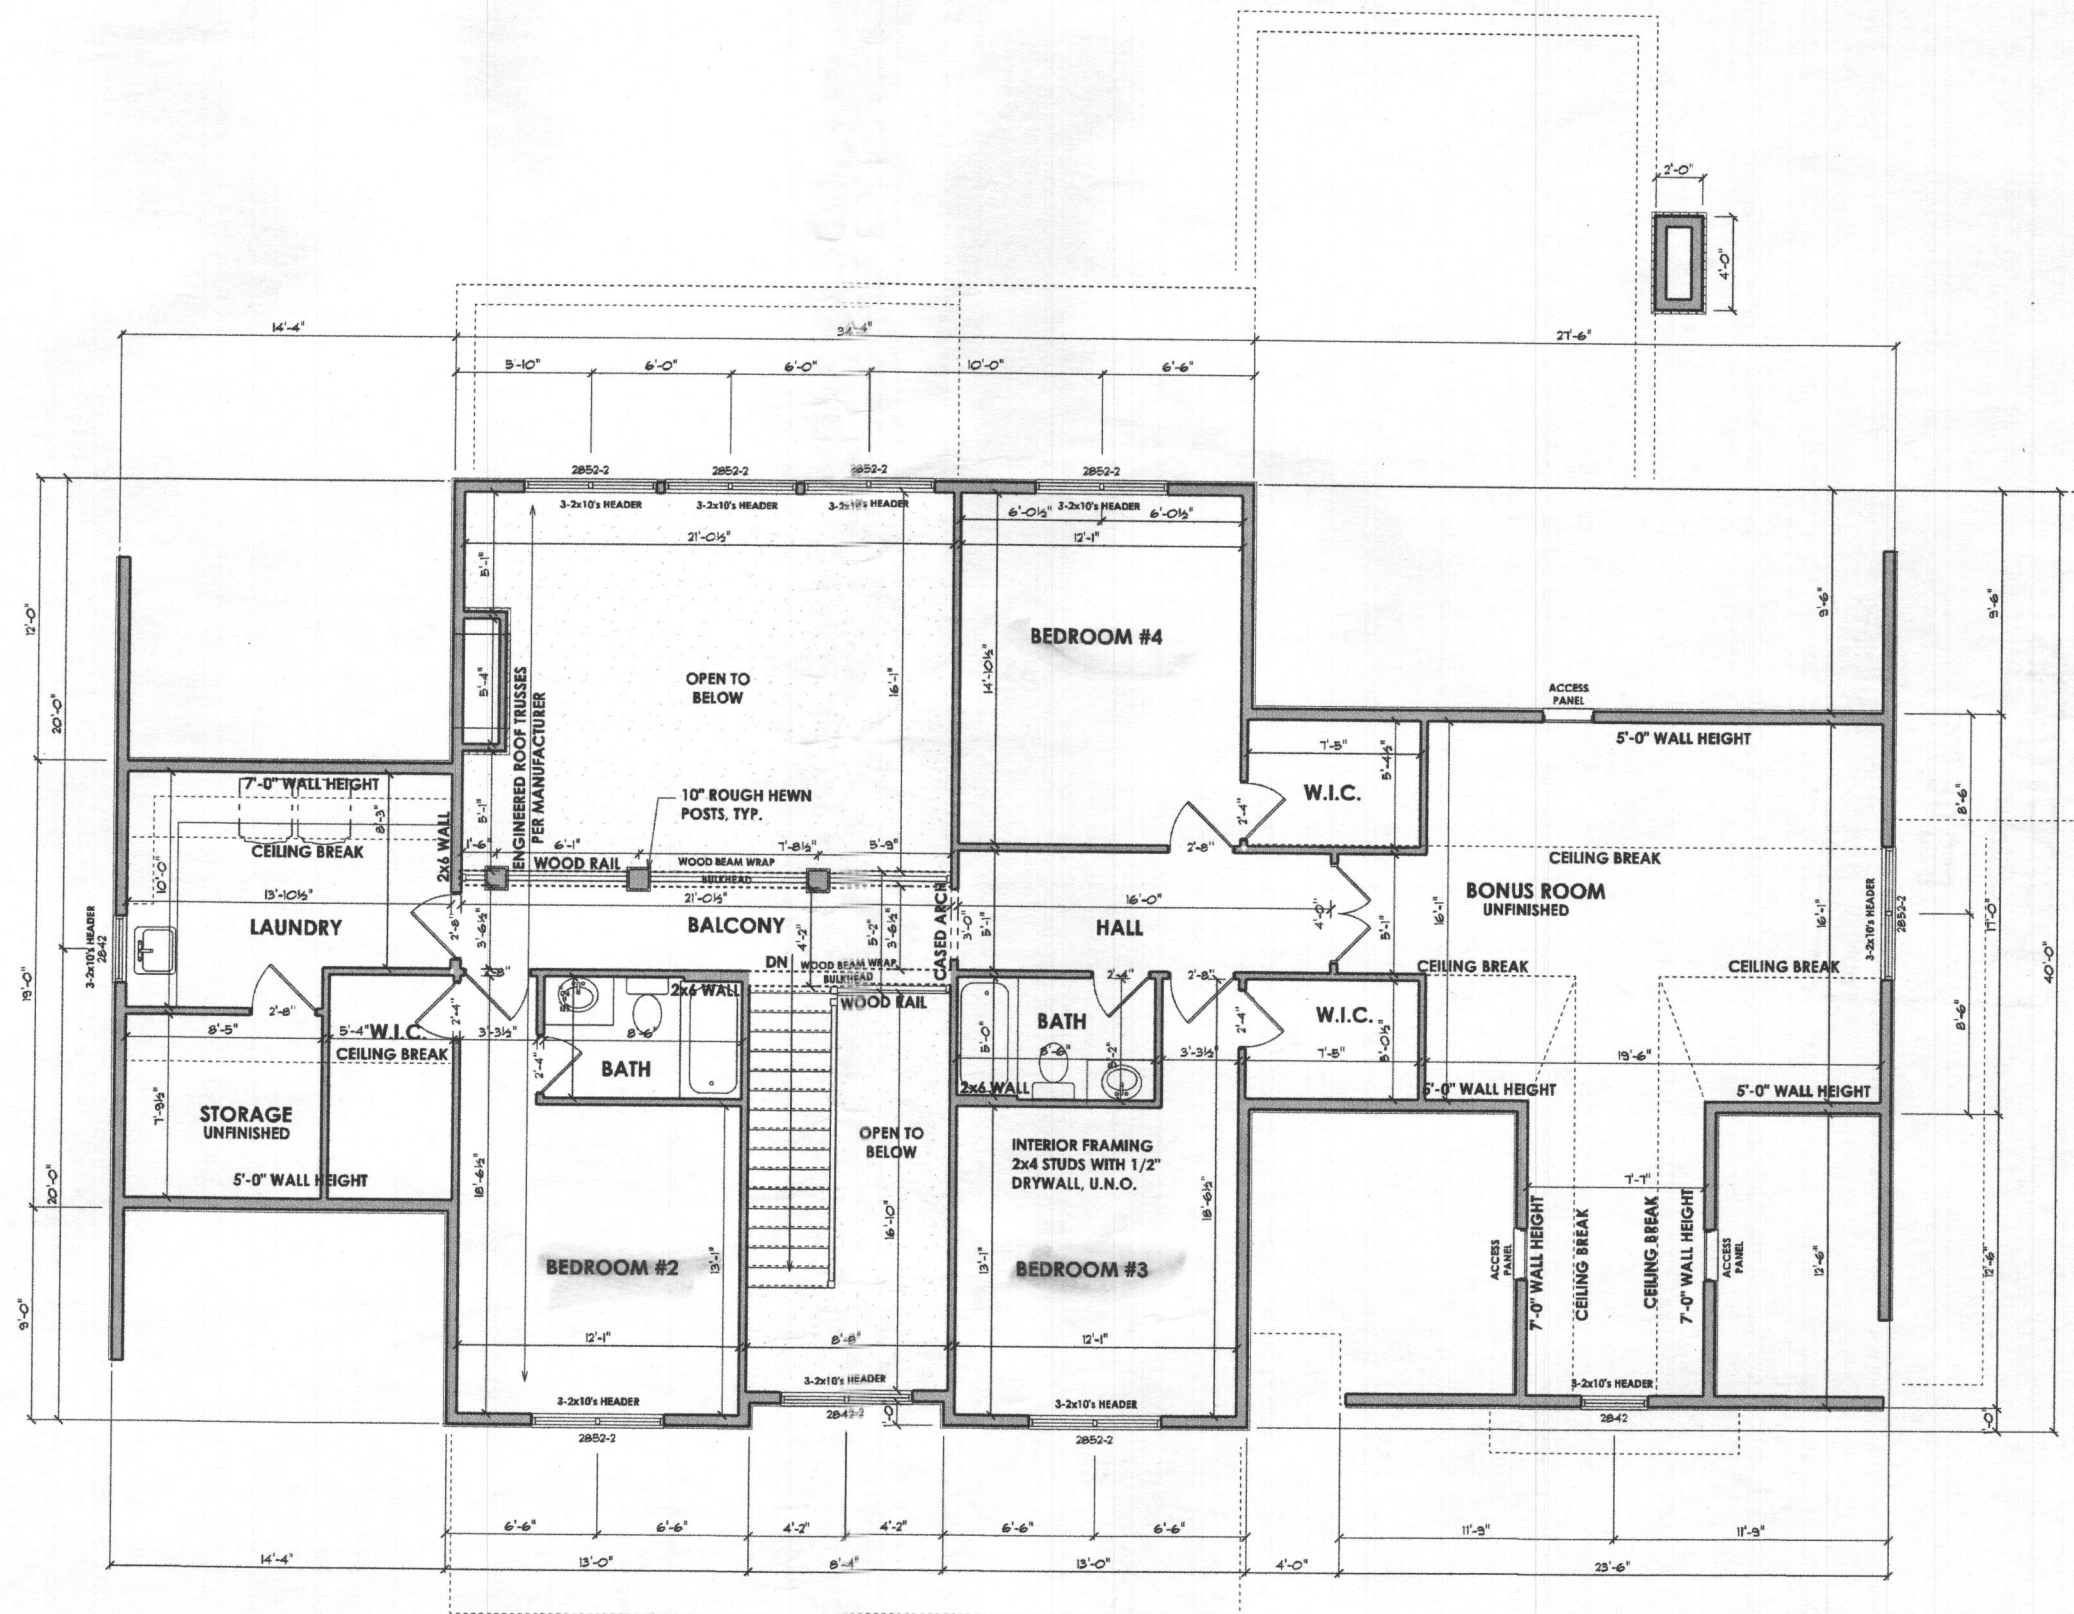 2'-0"
4'-0"
14'-4"
34'-4"
27'-6"
5'-10"
6'-0"
6'-0"
10'-0"
6'-6"
2852-2
2852-2
2852-2
2852-2
3-2x10's HEADER
3-2x10's HEADER
3-2x10's HEADER
3-2x10's HEADER
6'-0½"
6'-0½"
21'-0½"
12'-1"
5'-1"
12'-0"
20'-0"
9'-6"
9'-6"
BEDROOM #4
OPEN TO
BELOW
5'-4"
16'-1"
14'-10½"
ENGINEERED ROOF TRUSSES
PER MANUFACTURER
ACCESS
PANEL
5'-0" WALL HEIGHT
7'-5"
5'-4½"
W.I.C.
2'-4"
7'-0" WALL HEIGHT
8'-3"
5'-1"
2x6 WALL
10" ROUGH HEWN
POSTS, TYP.
8'-6"
CEILING BREAK
1'-6"
6'-1"
7'-8½"
5'-9"
2'-8"
WOOD RAIL
WOOD BEAM WRAP
BULKHEAD
CEILING BREAK
10'-0"
13'-10½"
21'-0½"
16'-0"
BONUS ROOM
UNFINISHED
16'-1"
16'-1"
LAUNDRY
2'-8"
3'-6½"
BALCONY
4'-2"
5'-2"
3'-6½"
CASED ARCH
3'-0"
5'-1"
HALL
4'-0"
5'-1"
3-2x10's HEADER
2842
3-2x10's HEADER
2852-2
17'-0"
40'-0"
DN
WOOD BEAM WRAP
BULKHEAD
WOOD RAIL
CEILING BREAK
CEILING BREAK
19'-0"
2'-8"
2'-8"
2'-4"
2'-8"
2x6 WALL
5'-2"
8'-5"
5'-4"
W.I.C.
CEILING BREAK
2'-4"
3'-3½"
8'-6"
2'-4"
BATH
BATH
5'-0"
8'-6"
5'-2"
2x6 WALL
3'-3½"
2'-4"
W.I.C.
7'-5"
5'-0½"
19'-6"
8'-6"
5'-0" WALL HEIGHT
5'-0" WALL HEIGHT
STORAGE
UNFINISHED
7'-9½"
5'-0" WALL HEIGHT
20'-0"
18'-6½"
OPEN TO
BELOW
16'-10"
INTERIOR FRAMING
2x4 STUDS WITH 1/2"
DRYWALL, U.N.O.
18'-6½"
7'-7"
7'-0" WALL HEIGHT
CEILING BREAK
CEILING BREAK
7'-0" WALL HEIGHT
ACCESS
PANEL
ACCESS
PANEL
12'-6"
12'-6"
BEDROOM #2
13'-1"
13'-1"
BEDROOM #3
9'-0"
12'-1"
8'-8"
12'-1"
3-2x10's HEADER
3-2x10's HEADER
3-2x10's HEADER
3-2x10's HEADER
2852-2
2842-2
2852-2
2842
1'-0"
6'-6"
6'-6"
4'-2"
4'-2"
6'-6"
6'-6"
11'-9"
11'-9"
14'-4"
13'-0"
8'-4"
13'-0"
4'-0"
23'-6"